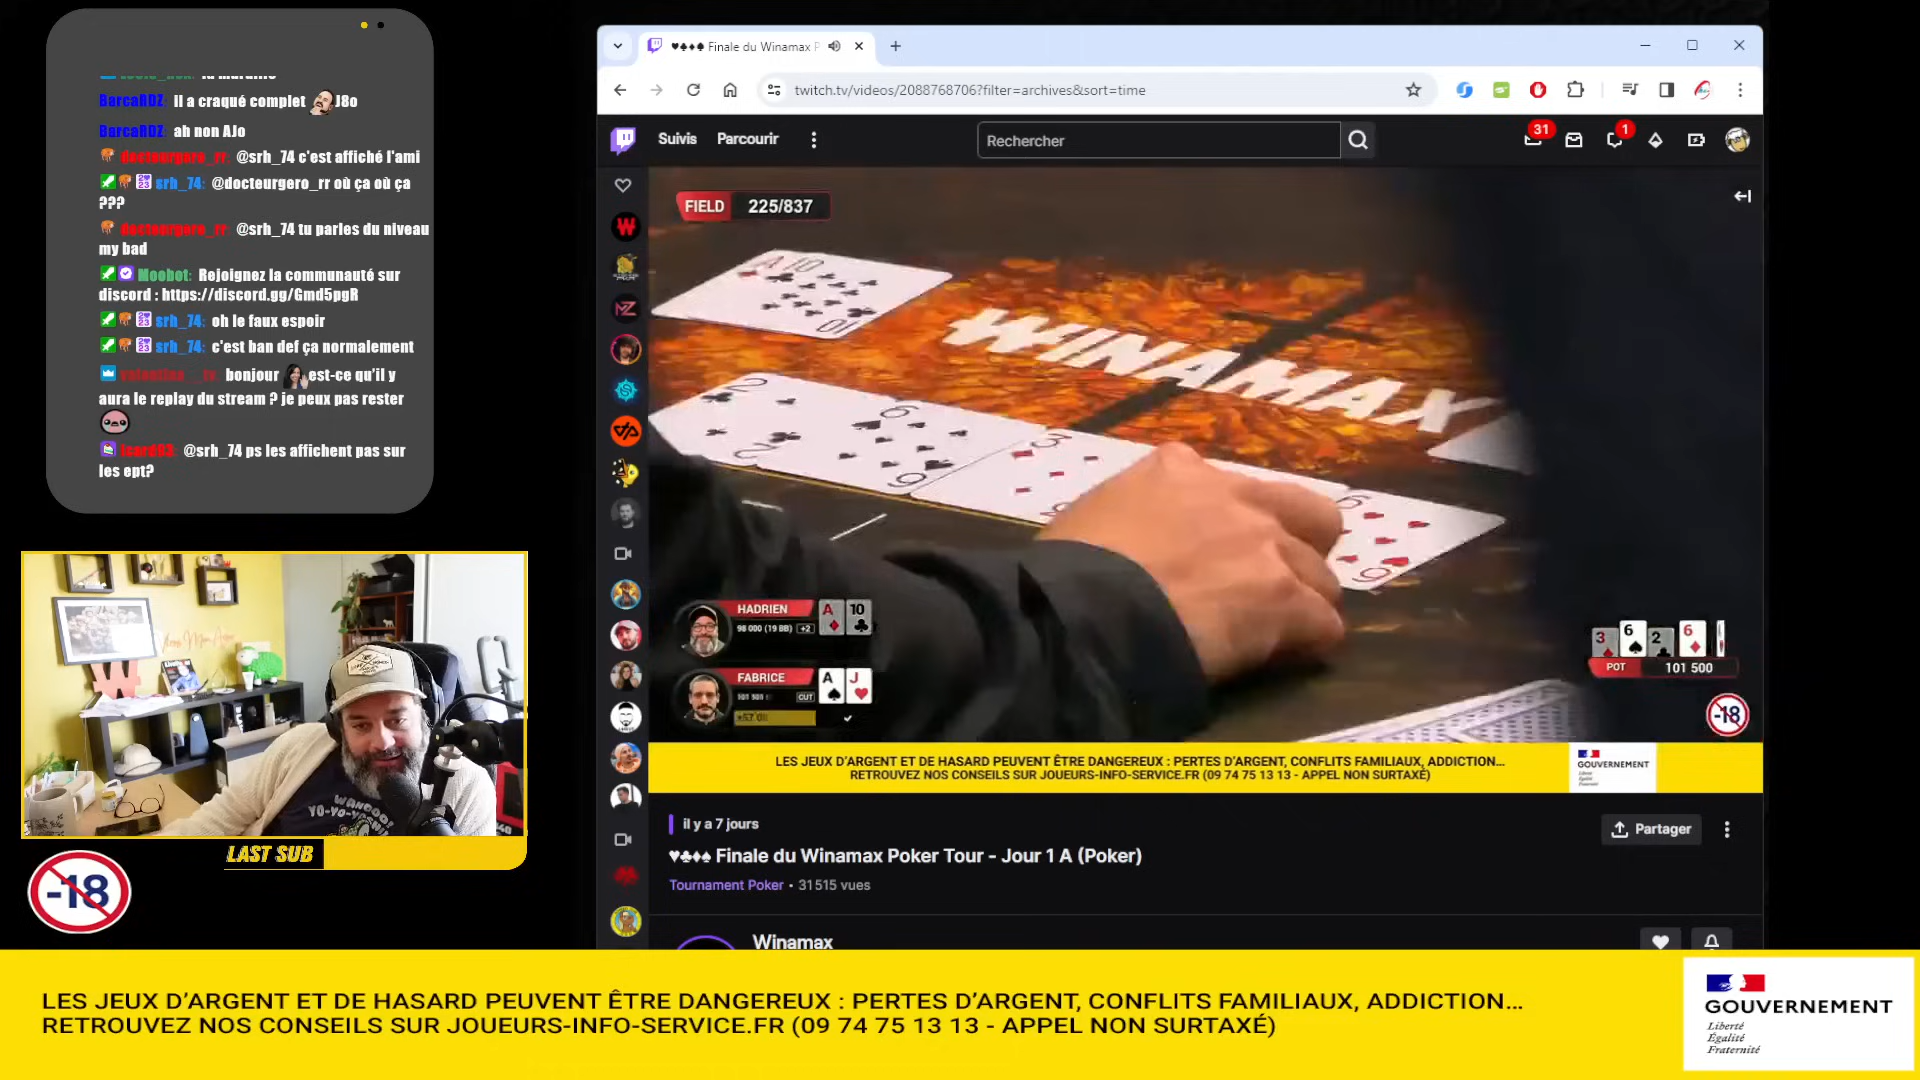 BarcaRDZ: Il a craqué complet J8o
BarcaRDZ: ah non AJo
docteurgero_rr: @srh_74 c'est affiché l'ami
srh_74: @docteurgero_rr où ça où ça
???
docteurgero_rr: @srh_74 tu parles du niveau
my bad
Moobot: Rejoignez la communauté sur
discord : https://discord.gg/Gmd5pgR
srh_74: oh le faux espoir
srh_74: c'est ban def ça normalement
bonjour est-ce qu'il y
aura le replay du stream ? je peux pas rester
@srh_74 ps les affichent pas sur
les ept?
LAST SUB
-18
Finale du Winamax P
twitch.tv/videos/2088768706?filter=archives&sort=time
Suivis
Parcourir
Rechercher
31
1
FIELD 225/837
A 10
10
WINAMAX
2 6 3 6
2 6 6
HADRIEN A 10
98 000 (19 BB) +2
FABRICE A J
CUT
3 6 2 6
POT 101 500
-18
LES JEUX D'ARGENT ET DE HASARD PEUVENT ÊTRE DANGEREUX : PERTES D'ARGENT, CONFLITS FAMILIAUX, ADDICTION...
RETROUVEZ NOS CONSEILS SUR JOUEURS-INFO-SERVICE.FR (09 74 75 13 13 - APPEL NON SURTAXÉ)
GOUVERNEMENT
il y a 7 jours
Partager
♥♣♦♠ Finale du Winamax Poker Tour - Jour 1 A (Poker)
Tournament Poker • 31 515 vues
Winamax
LES JEUX D'ARGENT ET DE HASARD PEUVENT ÊTRE DANGEREUX : PERTES D'ARGENT, CONFLITS FAMILIAUX, ADDICTION...
RETROUVEZ NOS CONSEILS SUR JOUEURS-INFO-SERVICE.FR (09 74 75 13 13 - APPEL NON SURTAXÉ)
GOUVERNEMENT
Liberté
Égalité
Fraternité